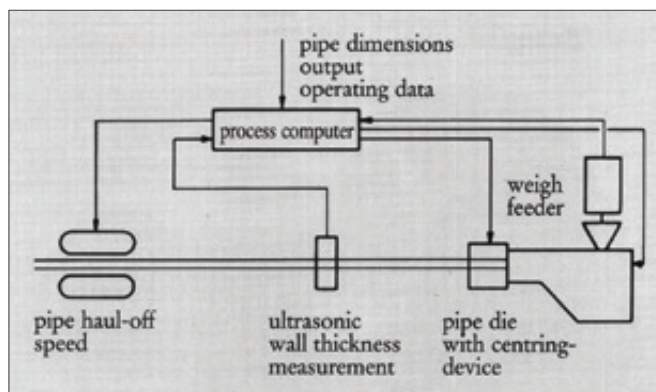 pipe dimensions
output
operating data
process computer
weigh
feeder
pipe haul-off
speed
ultrasonic
wall thickness
measurement
pipe die
with centring-
device